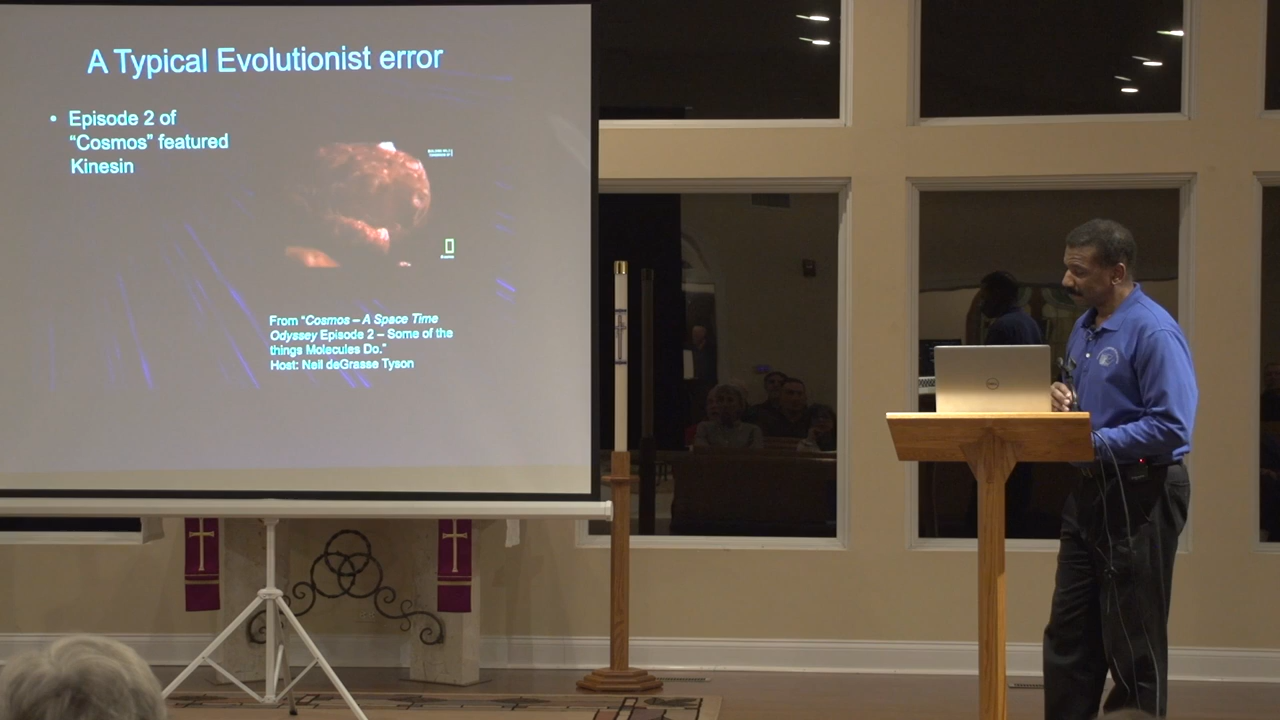 A Typical Evolutionist error
• Episode 2 of
"Cosmos" featured
Kinesin
From "Cosmos – A Space Time
Odyssey Episode 2 – Some of the
things Molecules Do."
Host: Neil deGrasse Tyson
DELL